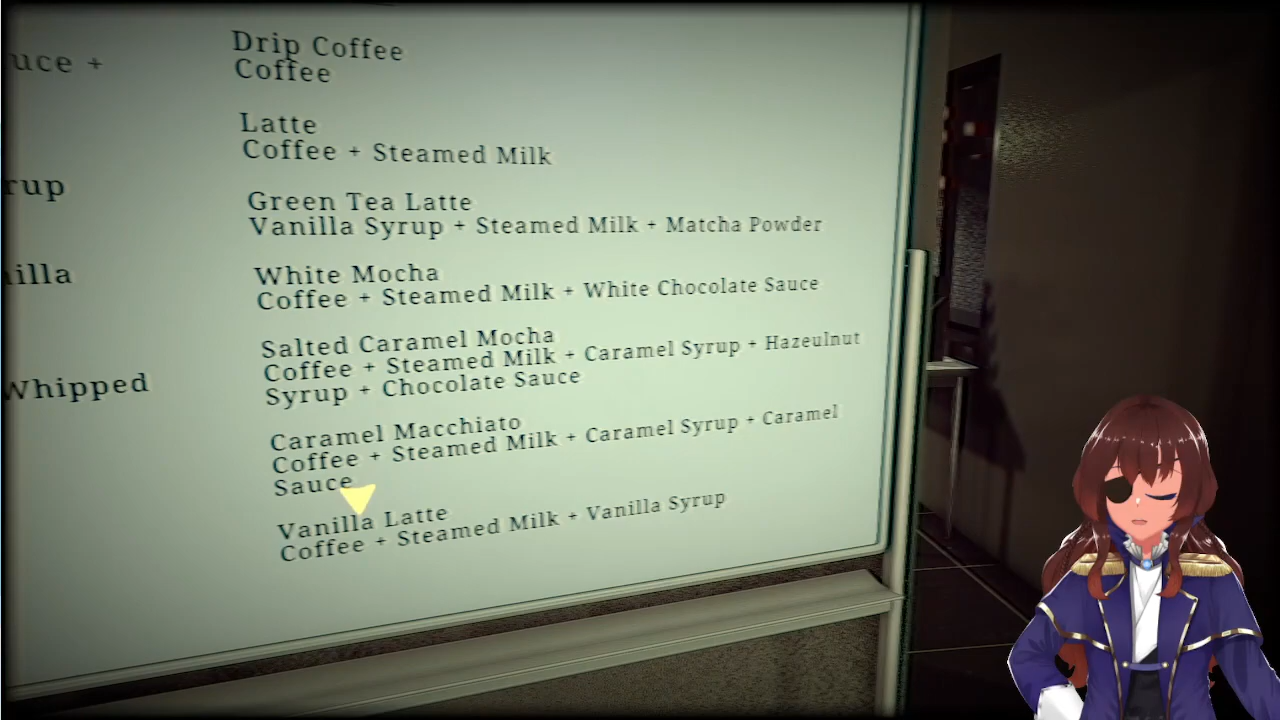 uce +
rup
illa
Whipped
Drip Coffee
Coffee
Latte
Coffee + Steamed Milk
Green Tea Latte
Vanilla Syrup + Steamed Milk + Matcha Powder
White Mocha
Coffee + Steamed Milk + White Chocolate Sauce
Salted Caramel Mocha
Coffee + Steamed Milk + Caramel Syrup + Hazeulnut
Syrup + Chocolate Sauce
Caramel Macchiato
Coffee + Steamed Milk + Caramel Syrup + Caramel
Sauce
Vanilla Latte
Coffee + Steamed Milk + Vanilla Syrup